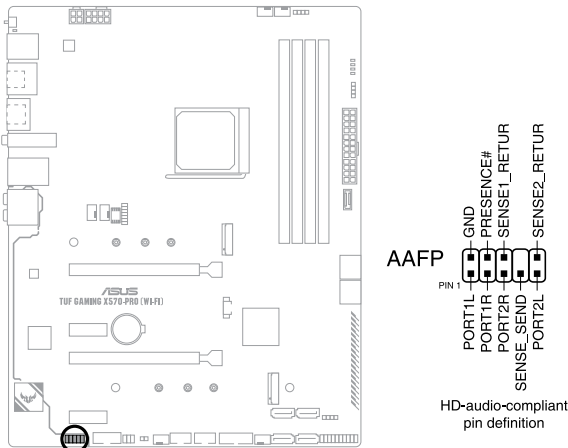 ASUS
TUF GAMING X570-PRO (WI-FI)
AAFP
PIN 1
GND
PRESENCE#
SENSE1_RETUR
SENSE2_RETUR
PORT1L
PORT1R
PORT2R
SENSE_SEND
PORT2L
HD-audio-compliant
pin definition